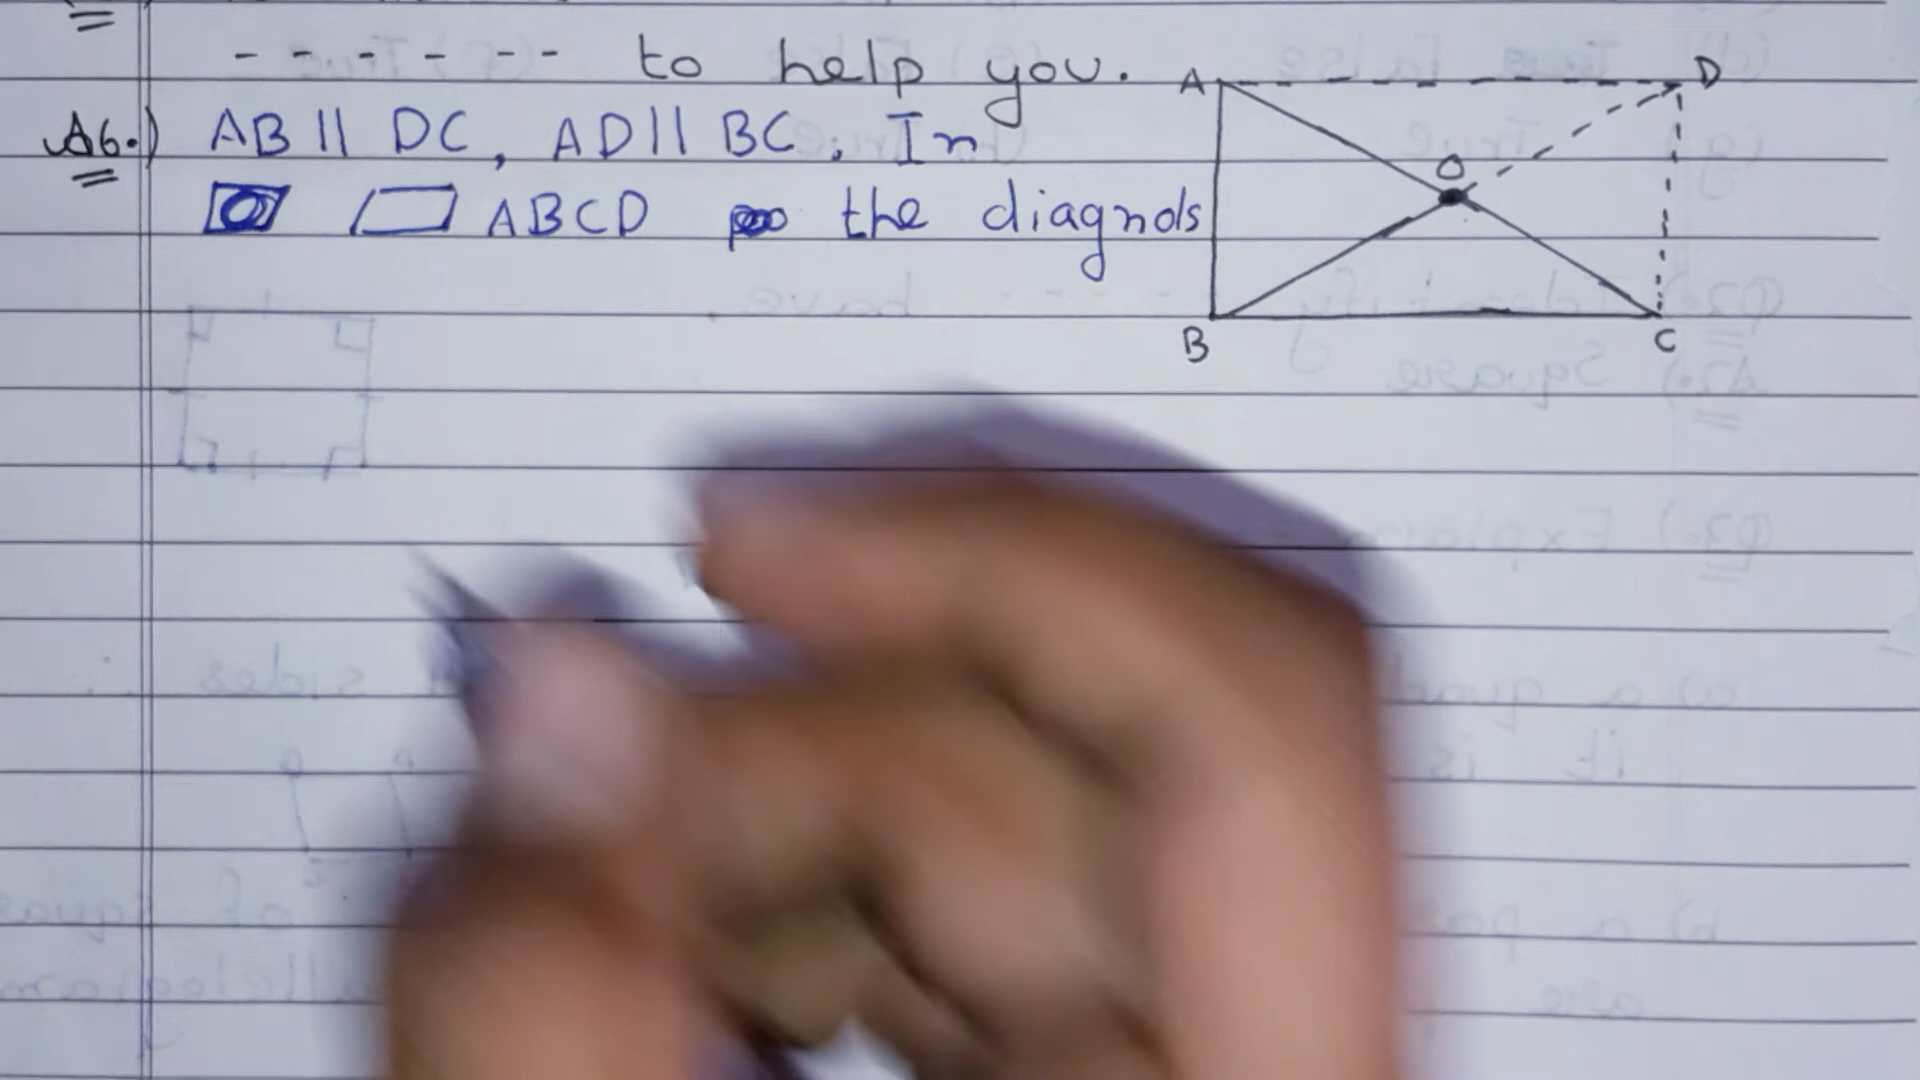 - - - - - - to help you.
A6.) AB || DC, AD || BC. In
▱ ABCD the diagnols
A
D
O
B
C